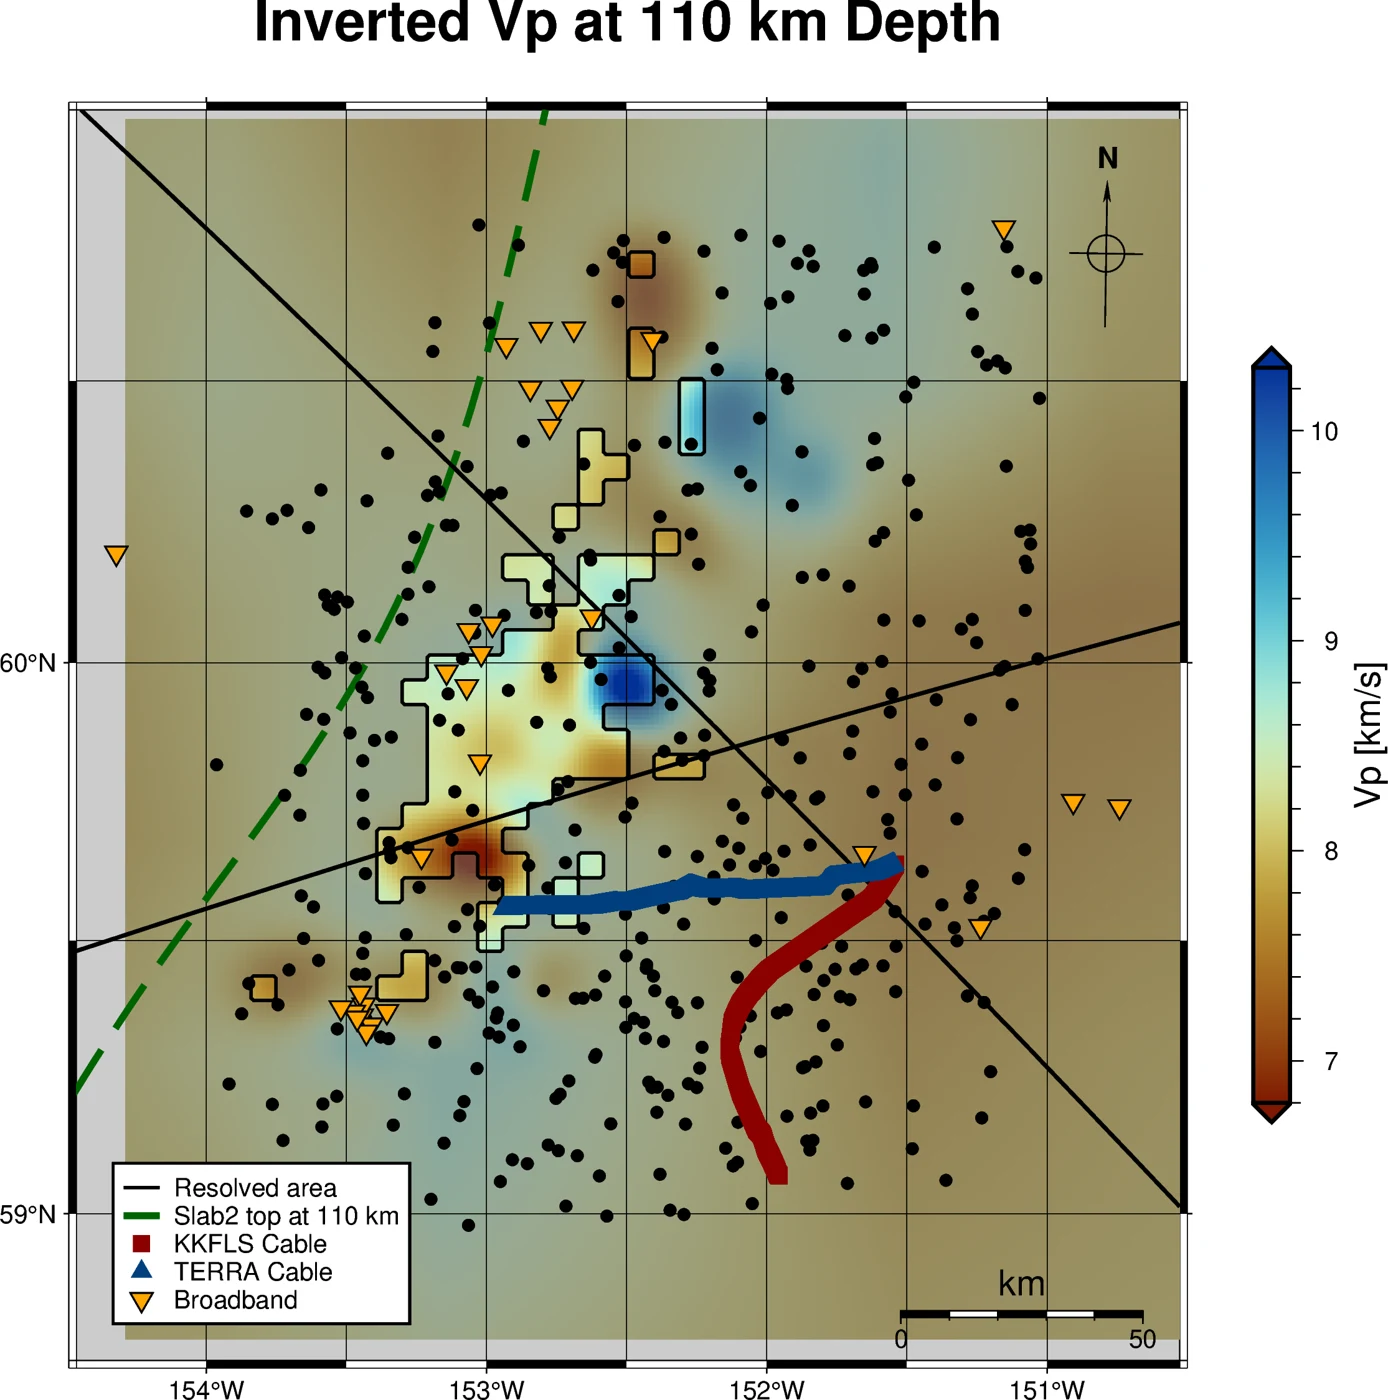 Inverted Vp at 110 km Depth
N
10
9
8
7
Vp [km/s]
60°N
59°N
Resolved area
Slab2 top at 110 km
KKFLS Cable
TERRA Cable
Broadband
km
0
50
154°W
153°W
152°W
151°W